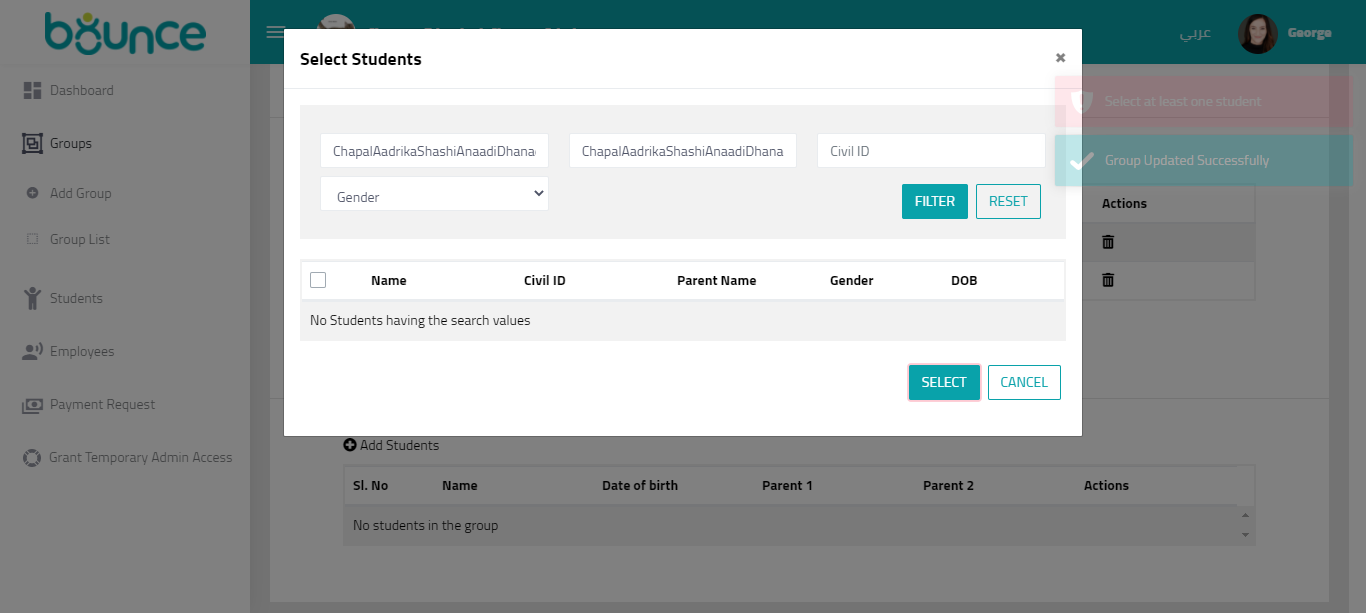 bounce
عربي
George
Dashboard
Groups
Add Group
Group List
Students
Employees
Payment Request
Grant Temporary Admin Access
Select Students
×
Select at least one student
Group Updated Successfully
ChapalAadrikaShashiAnaadiDhana
ChapalAadrikaShashiAnaadiDhana
Civil ID
Gender
FILTER
RESET
Actions
Name Civil ID Parent Name Gender DOB
No Students having the search values
SELECT
CANCEL
Add Students
Sl. No Name Date of birth Parent 1 Parent 2 Actions
No students in the group